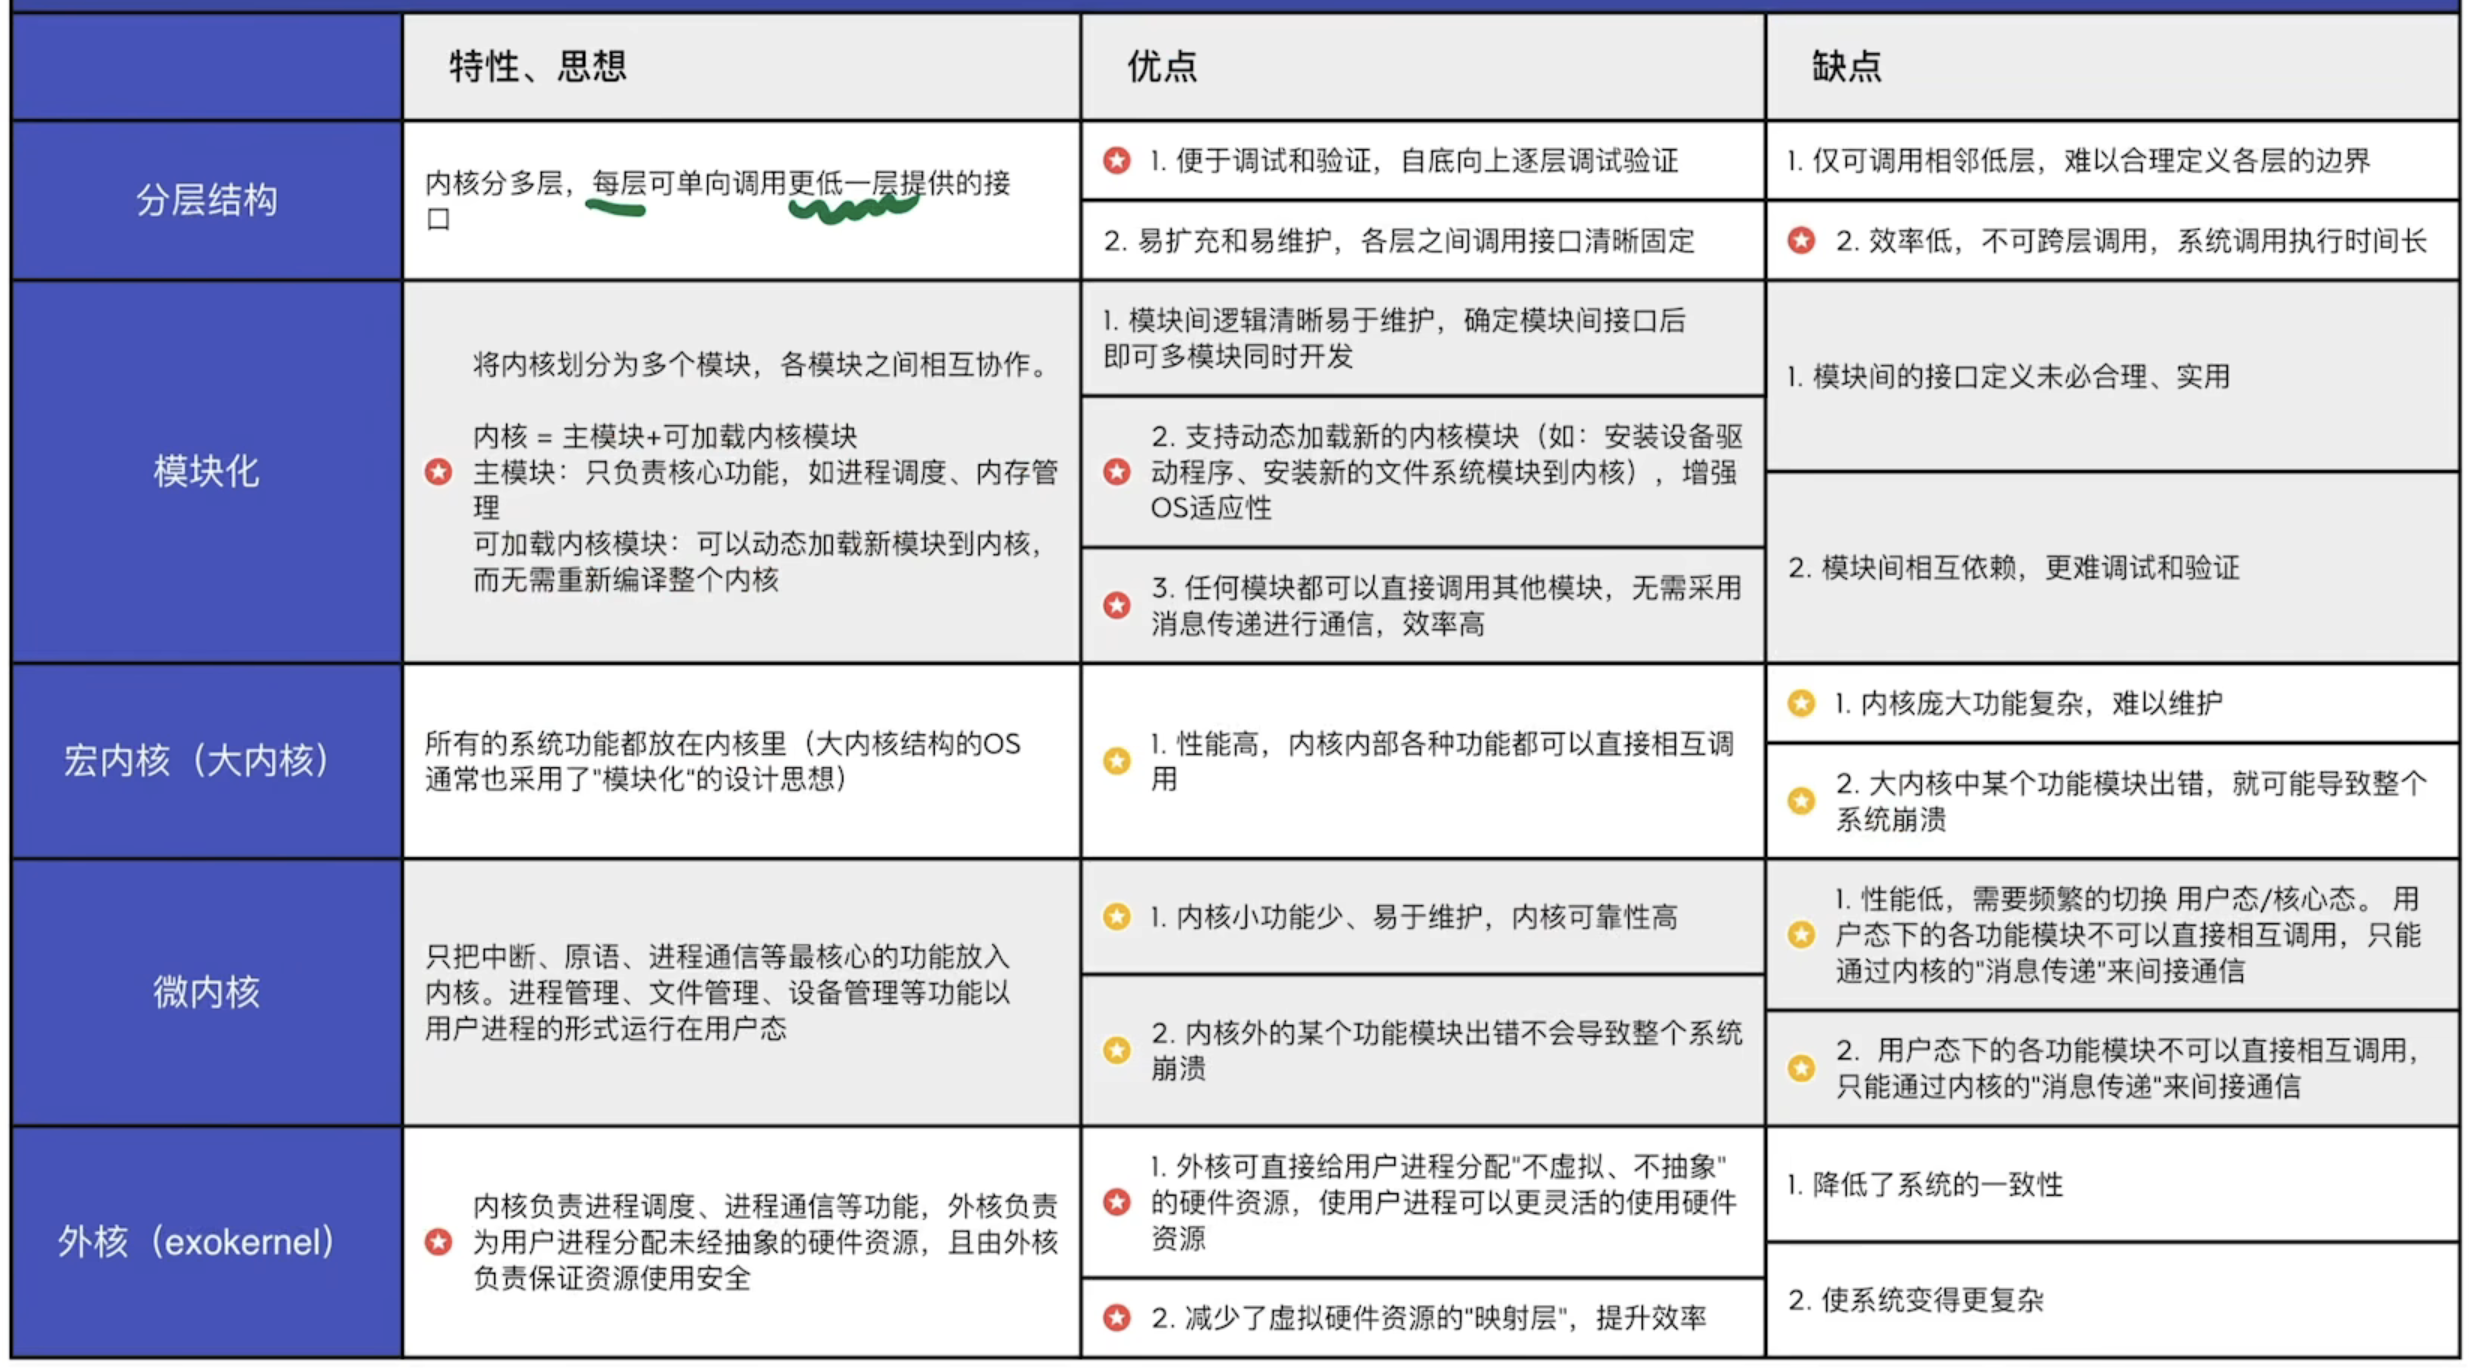 特性、思想
优点
缺点
分层结构
内核分多层，每层可单向调用更低一层提供的接
口
1. 便于调试和验证，自底向上逐层调试验证
2. 易扩充和易维护，各层之间调用接口清晰固定
1. 仅可调用相邻低层，难以合理定义各层的边界
2. 效率低，不可跨层调用，系统调用执行时间长
模块化
将内核划分为多个模块，各模块之间相互协作。
内核 = 主模块+可加载内核模块
主模块：只负责核心功能，如进程调度、内存管
理
可加载内核模块：可以动态加载新模块到内核，
而无需重新编译整个内核
1. 模块间逻辑清晰易于维护，确定模块间接口后
即可多模块同时开发
2. 支持动态加载新的内核模块（如：安装设备驱
动程序、安装新的文件系统模块到内核），增强
OS适应性
3. 任何模块都可以直接调用其他模块，无需采用
消息传递进行通信，效率高
1. 模块间的接口定义未必合理、实用
2. 模块间相互依赖，更难调试和验证
宏内核（大内核）
所有的系统功能都放在内核里（大内核结构的OS
通常也采用了"模块化"的设计思想）
1. 性能高，内核内部各种功能都可以直接相互调
用
1. 内核庞大功能复杂，难以维护
2. 大内核中某个功能模块出错，就可能导致整个
系统崩溃
微内核
只把中断、原语、进程通信等最核心的功能放入
内核。进程管理、文件管理、设备管理等功能以
用户进程的形式运行在用户态
1. 内核小功能少、易于维护，内核可靠性高
2. 内核外的某个功能模块出错不会导致整个系统
崩溃
1. 性能低，需要频繁的切换 用户态/核心态。 用
户态下的各功能模块不可以直接相互调用，只能
通过内核的"消息传递"来间接通信
2. 用户态下的各功能模块不可以直接相互调用，
只能通过内核的"消息传递"来间接通信
外核（exokernel）
内核负责进程调度、进程通信等功能，外核负责
为用户进程分配未经抽象的硬件资源，且由外核
负责保证资源使用安全
1. 外核可直接给用户进程分配"不虚拟、不抽象"
的硬件资源，使用户进程可以更灵活的使用硬件
资源
2. 减少了虚拟硬件资源的"映射层"，提升效率
1. 降低了系统的一致性
2. 使系统变得更复杂